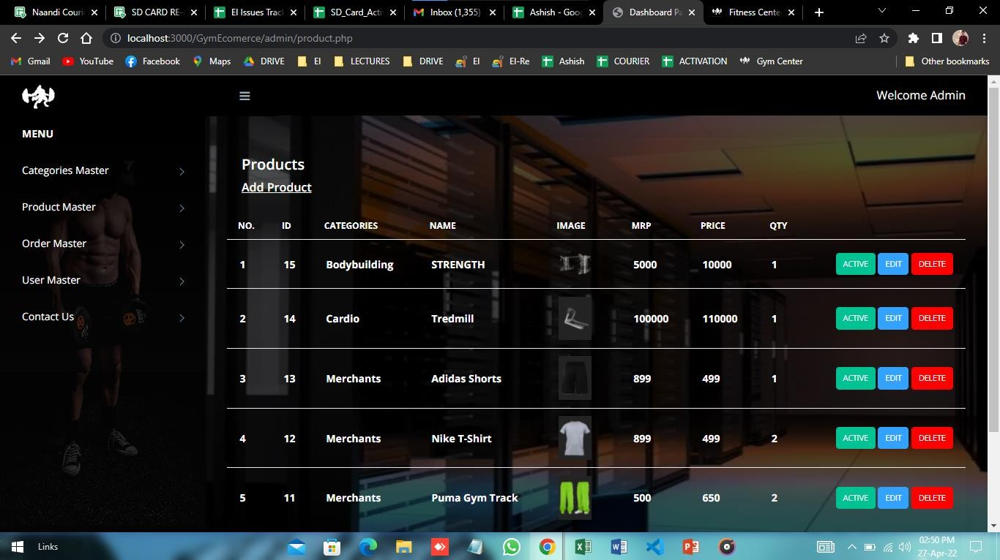 Naandi Couri
SD CARD RE-
EI Issues Trac
SD_Card_Acti
Inbox (1,355)
Ashish - Goo
Dashboard Pa
Fitness Cente
localhost:3000/GymEcomerce/admin/product.php
Gmail YouTube Facebook Maps DRIVE EI LECTURES DRIVE EI EI-Re Ashish COURIER ACTIVATION Gym Center Other bookmarks
Welcome Admin
MENU
Categories Master
Product Master
Order Master
User Master
Contact Us
Products
Add Product
NO. ID CATEGORIES NAME IMAGE MRP PRICE QTY
1 15 Bodybuilding STRENGTH 5000 10000 1 ACTIVE EDIT DELETE
2 14 Cardio Tredmill 100000 110000 1 ACTIVE EDIT DELETE
3 13 Merchants Adidas Shorts 899 499 1 ACTIVE EDIT DELETE
4 12 Merchants Nike T-Shirt 899 499 2 ACTIVE EDIT DELETE
5 11 Merchants Puma Gym Track 500 650 2 ACTIVE EDIT DELETE
Links
02:50 PM
27-Apr-22